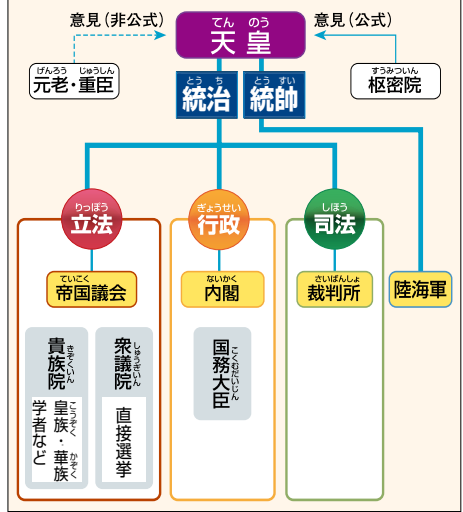 意見（非公式）
てん のう
天皇
意見（公式）
げんろう じゅうしん
元老・重臣
とう ち
統治
とう すい
統帥
すうみついん
枢密院
りっぽう
立法
ぎょうせい
行政
しほう
司法
ていこく
帝国議会
ないかく
内閣
さいばんしょ
裁判所
陸海軍
貴族院
きぞくいん
皇族・華族
こうぞく かぞく
学者など
衆議院
しゅうぎいん
直接選挙
国務大臣
こくむだいじん